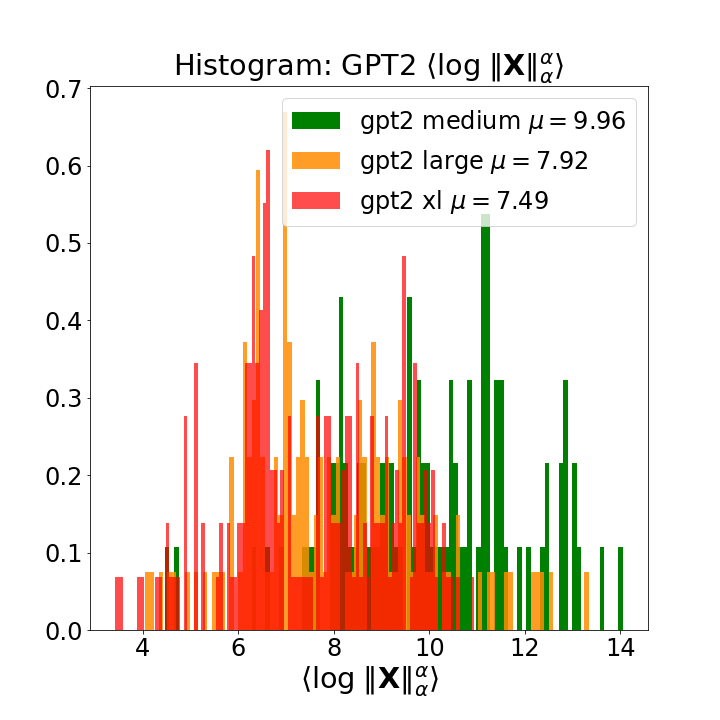 Histogram: GPT2 ⟨log ‖X‖_α^α⟩
0.7
0.6
0.5
0.4
0.3
0.2
0.1
0.0
gpt2 medium μ = 9.96
gpt2 large μ = 7.92
gpt2 xl μ = 7.49
4 6 8 10 12 14
⟨log ‖X‖_α^α⟩